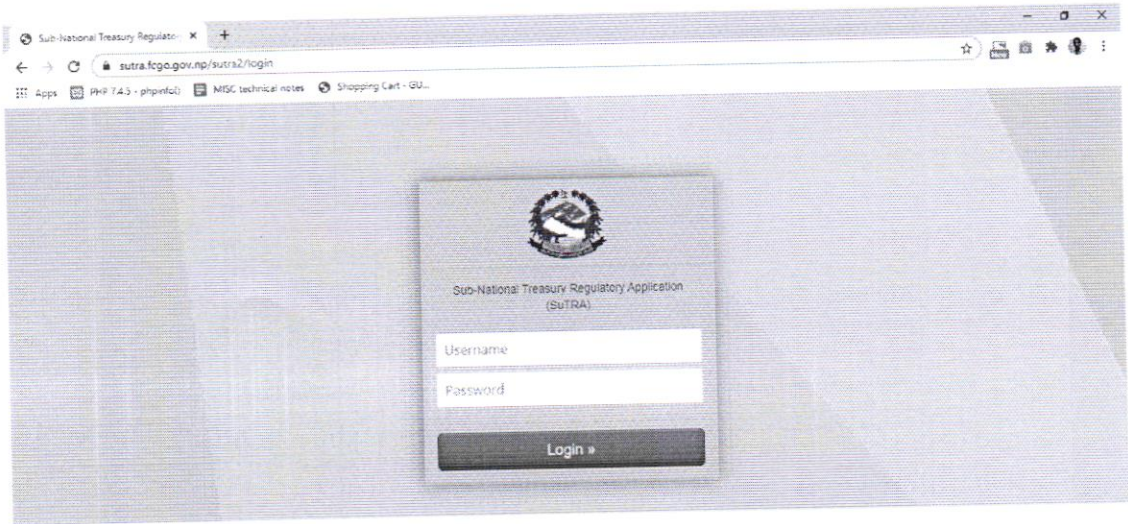 Sub-National Treasury Regulato
sutra.fcgo.gov.np/sutra2/login
Apps PHP 7.4.5 - phpinfo() MISC technical notes Shopping Cart - GU...
Sub-National Treasury Regulatory Application
(SuTRA)
Username
Password
Login »